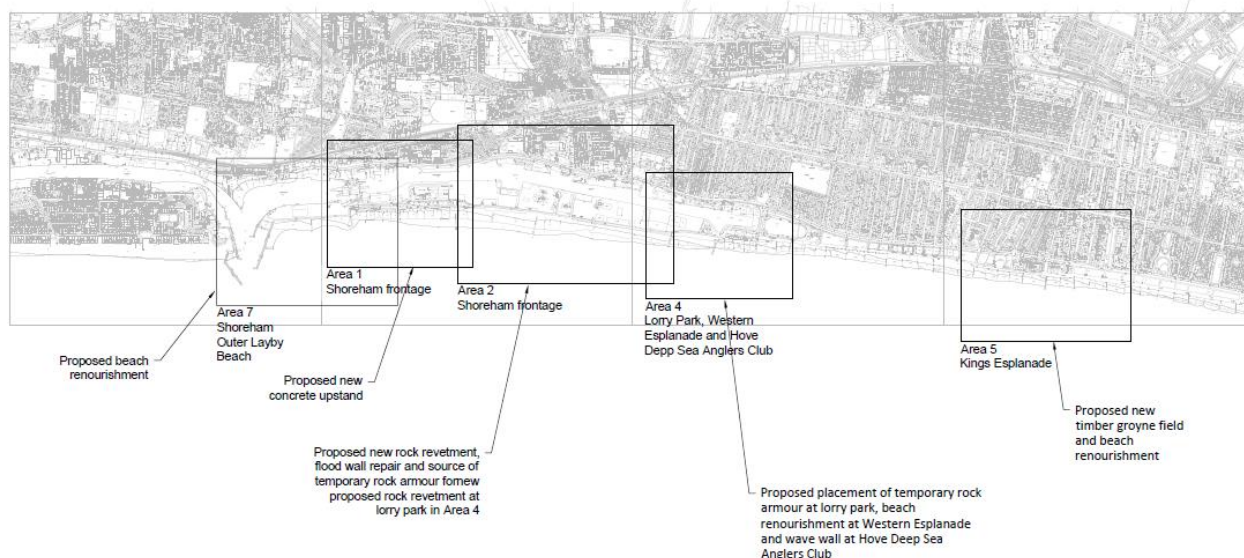 Area 1
Shoreham frontage
Area 2
Shoreham frontage
Area 4
Lorry Park, Western
Esplanade and Hove
Depp Sea Anglers Club
Area 7
Shoreham
Outer Layby
Beach
Area 5
Kings Esplanade
Proposed beach
renourishment
Proposed new
concrete upstand
Proposed new rock revetment,
flood wall repair and source of
temporary rock armour fornew
proposed rock revetment at
lorry park in Area 4
Proposed placement of temporary rock
armour at lorry park, beach
renourishment at Western Esplanade
and wave wall at Hove Deep Sea
Anglers Club
Proposed new
timber groyne field
and beach
renourishment